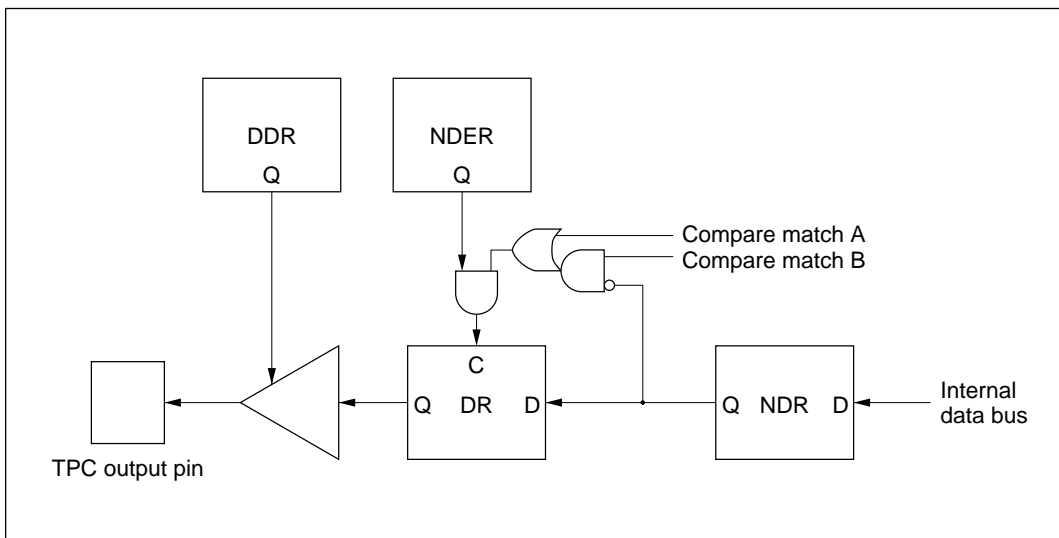 DDR
Q
NDER
Q
Compare match A
Compare match B
C
Q DR D
Q NDR D
Internal
data bus
TPC output pin